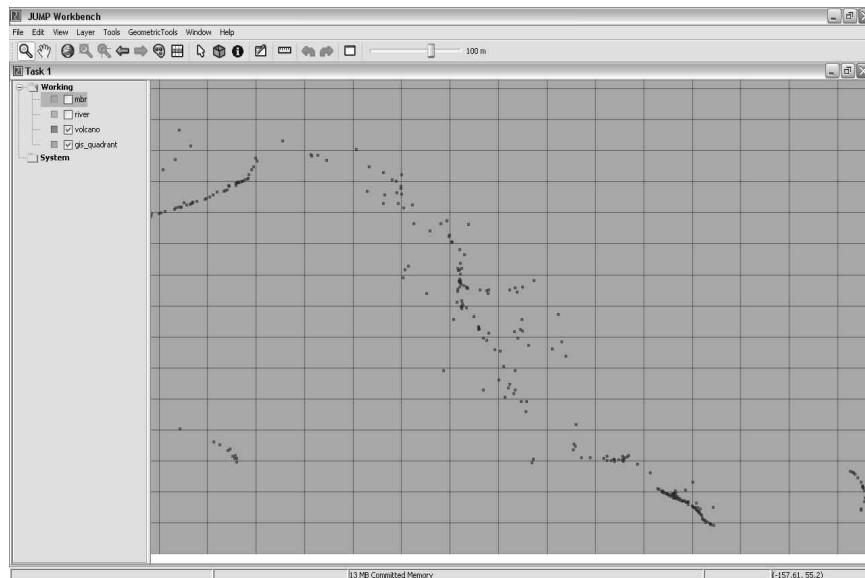 JUMP Workbench
File Edit View Layer Tools GeometricTools Window Help
100 m
Task 1
Working
mbr
river
volcano
gis_quadrant
System
13 MB Committed Memory
(-157.61, 55.2)